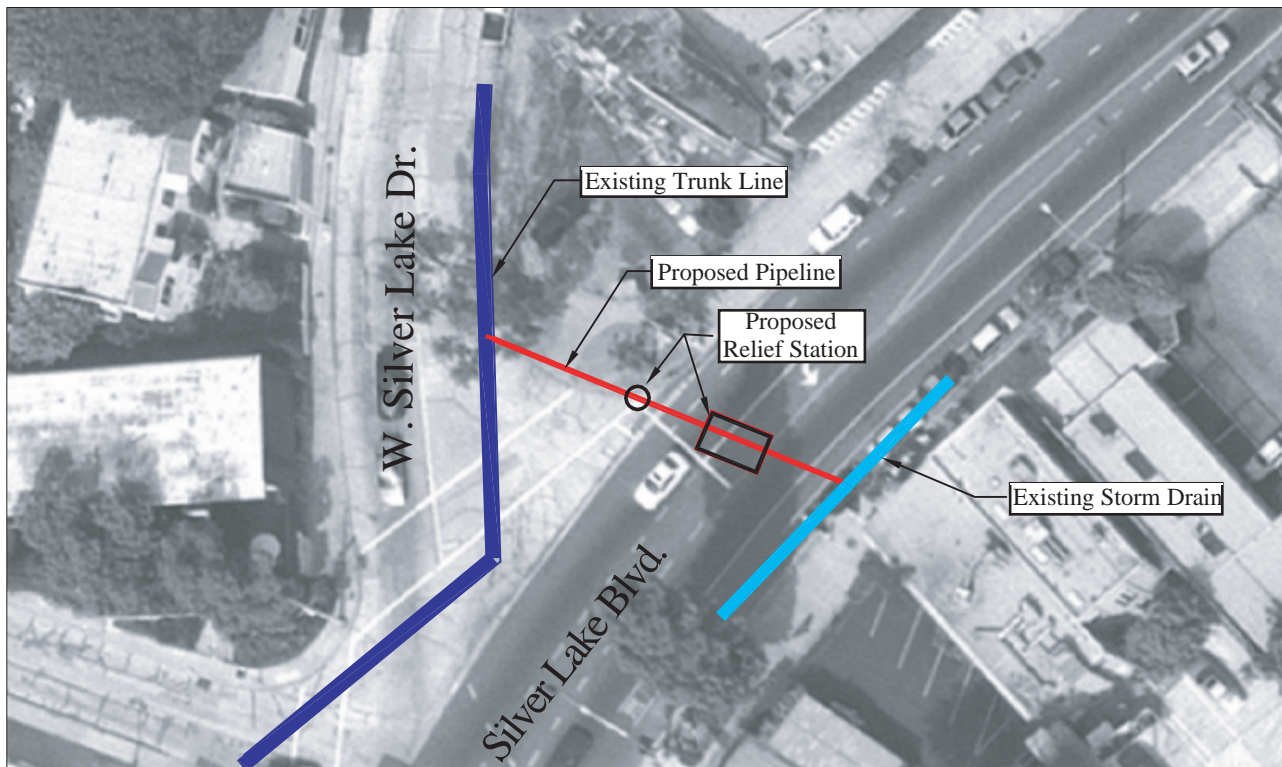 Existing Trunk Line
W. Silver Lake Dr.
Proposed Pipeline
Proposed
Relief Station
Existing Storm Drain
Silver Lake Blvd.